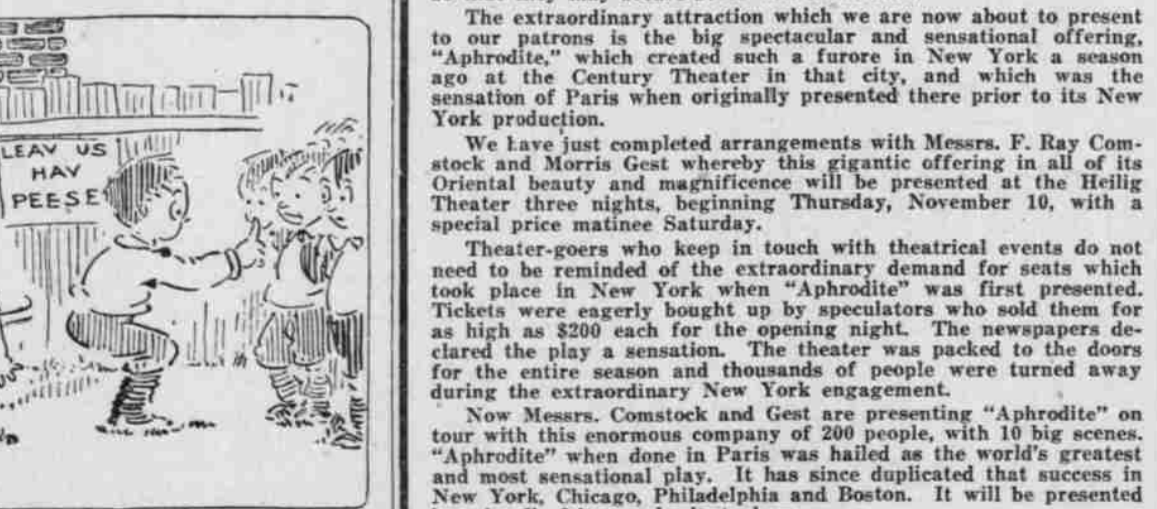 LEAV US
HAV
PEESE
The extraordinary attraction which we are now about to present
to our patrons is the big spectacular and sensational offering,
"Aphrodite," which created such a furore in New York a season
ago at the Century Theater in that city, and which was the
sensation of Paris when originally presented there prior to its New
York production.
We have just completed arrangements with Messrs. F. Ray Com-
stock and Morris Gest whereby this gigantic offering in all of its
Oriental beauty and magnificence will be presented at the Heilig
Theater three nights, beginning Thursday, November 10, with a
special price matinee Saturday.
Theater-goers who keep in touch with theatrical events do not
need to be reminded of the extraordinary demand for seats which
took place in New York when "Aphrodite" was first presented.
Tickets were eagerly bought up by speculators who sold them for
as high as $200 each for the opening night. The newspapers de-
clared the play a sensation. The theater was packed to the doors
for the entire season and thousands of people were turned away
during the extraordinary New York engagement.
Now Messrs. Comstock and Gest are presenting "Aphrodite" on
tour with this enormous company of 200 people, with 10 big scenes.
"Aphrodite" when done in Paris was hailed as the world's greatest
and most sensational play. It has since duplicated that success in
New York, Chicago, Philadelphia and Boston. It will be presented